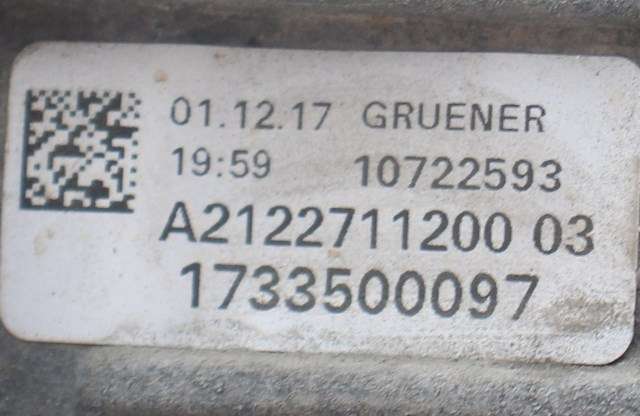 01.12.17 GRUENER
19:59 10722593
A2122711200 03
1733500097